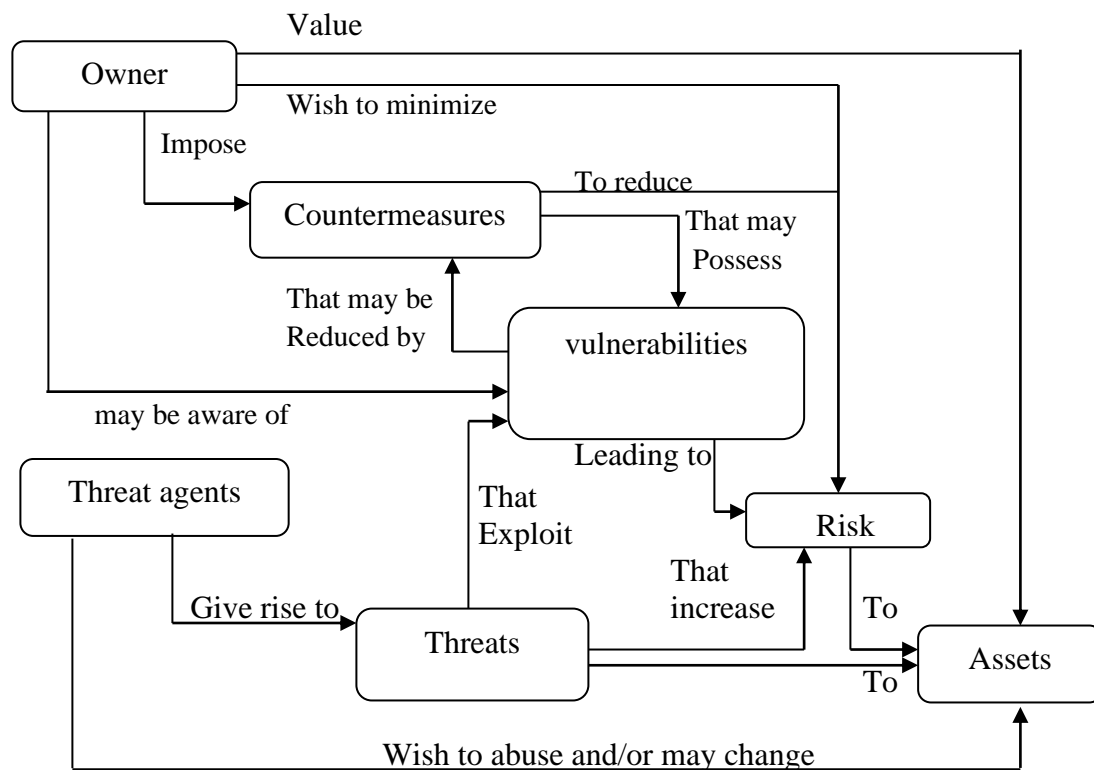 Value
Owner
Wish to minimize
Impose
To reduce
Countermeasures
That may
Possess
That may be
Reduced by
vulnerabilities
may be aware of
Leading to
Threat agents
That
Exploit
Risk
That
increase
Give rise to
To
Threats
Assets
To
Wish to abuse and/or may change